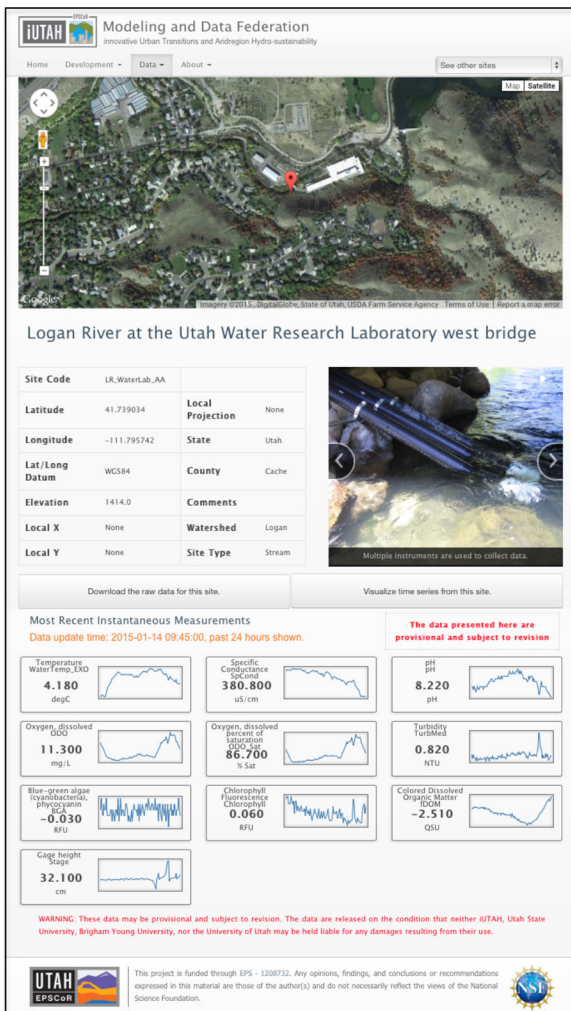 iUTAH EPSCoR
Modeling and Data Federation
innovative Urban Transitions and Aridregion Hydro-sustainability
Home Development Data About See other sites
Map Satellite
Google
Imagery ©2015 , DigitalGlobe, State of Utah, USDA Farm Service Agency Terms of Use Report a map error
Logan River at the Utah Water Research Laboratory west bridge
Site Code LR_WaterLab_AA
Latitude 41.739034 Local Projection None
Longitude -111.795742 State Utah
Lat/Long Datum WGS84 County Cache
Elevation 1414.0 Comments
Local X None Watershed Logan
Local Y None Site Type Stream
Multiple instruments are used to collect data.
Download the raw data for this site. Visualize time series from this site.
Most Recent Instantaneous Measurements
Data update time: 2015-01-14 09:45:00, past 24 hours shown.
The data presented here are
provisional and subject to revision
Temperature
WaterTemp_EXO
4.180
degC
Specific
Conductance
SpCond
380.800
uS/cm
pH
pH
8.220
pH
Oxygen, dissolved
ODO
11.300
mg/L
Oxygen, dissolved
percent of
saturation
ODO_Sat
86.700
% Sat
Turbidity
TurbMed
0.820
NTU
Blue-green algae
(cyanobacteria),
phycocyanin
BGA
-0.030
RFU
Chlorophyll
Fluorescence
Chlorophyll
0.060
RFU
Colored Dissolved
Organic Matter
fDOM
-2.510
QSU
Gage height
Stage
32.100
cm
WARNING: These data may be provisional and subject to revision. The data are released on the condition that neither iUTAH, Utah State
University, Brigham Young University, nor the University of Utah may be held liable for any damages resulting from their use.
UTAH
EPSCoR
This project is funded through EPS - 1208732. Any opinions, findings, and conclusions or recommendations
expressed in this material are those of the author(s) and do not necessarily reflect the views of the National
Science Foundation.
NSF